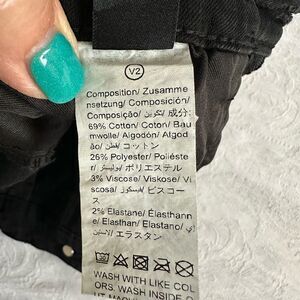 V2
Composition/ Zusamme
nsetzung/ Composición/
Composição/ تكوين/ 成分:
69% Cotton/ Coton/ Bau
mwolle/ Algodón/ Algod
ão/ قطن/ コットン
26% Polyester/ Poliéste
r/ بوليستر/ ポリエステル
3% Viscose/ Viskose/ Vi
scosa/ فيسكوز/ ビスコー
ス
2% Elastane/ Élasthann
e/ Elasthan/ Elastano/
الاستين/ エラスタン
WASH WITH LIKE COL
ORS. WASH INSIDE O